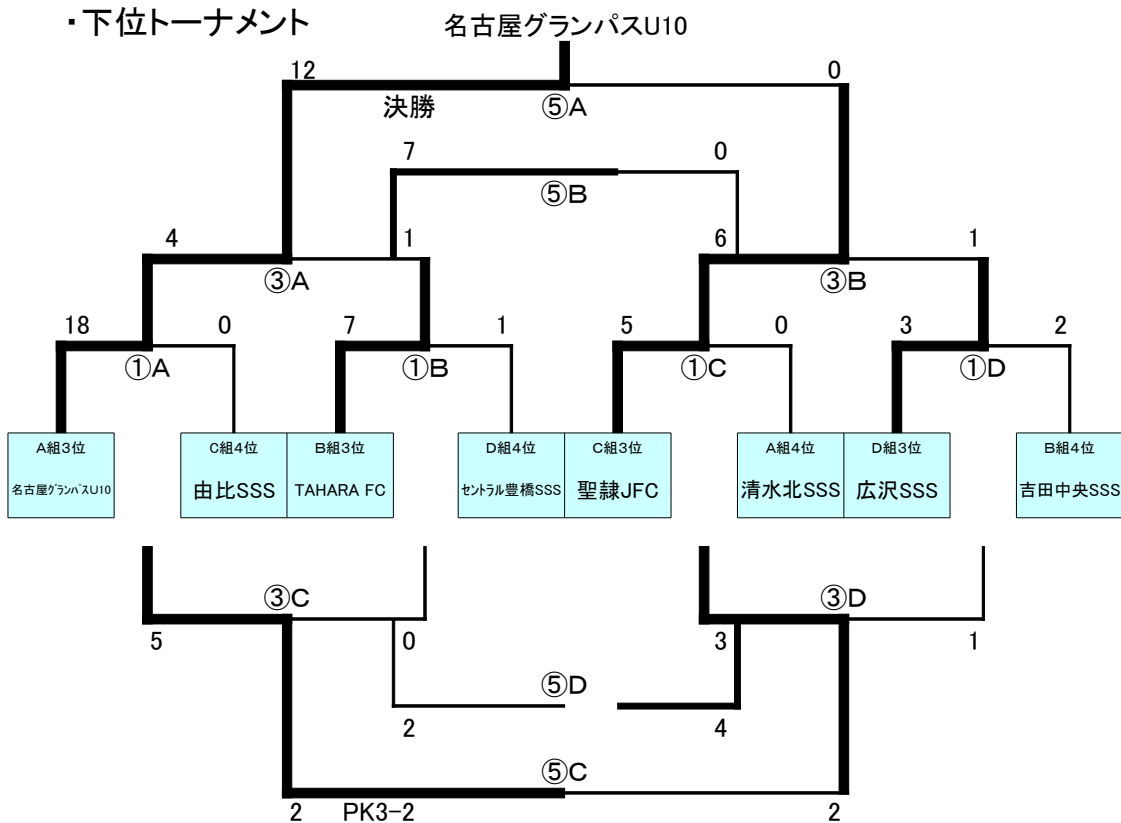 ・下位トーナメント
名古屋グランパスU10
12
0
決勝
⑤A
7
0
⑤B
4
1
6
1
③A
③B
18
0
7
1
5
0
3
2
①A
①B
①C
①D
A組3位
C組4位
B組3位
D組4位
C組3位
A組4位
D組3位
B組4位
名古屋グランパスU10
由比SSS
TAHARA FC
セントラル豊橋SSS
聖隷JFC
清水北SSS
広沢SSS
吉田中央SSS
③C
③D
5
0
3
1
⑤D
2
4
⑤C
2
PK3-2
2